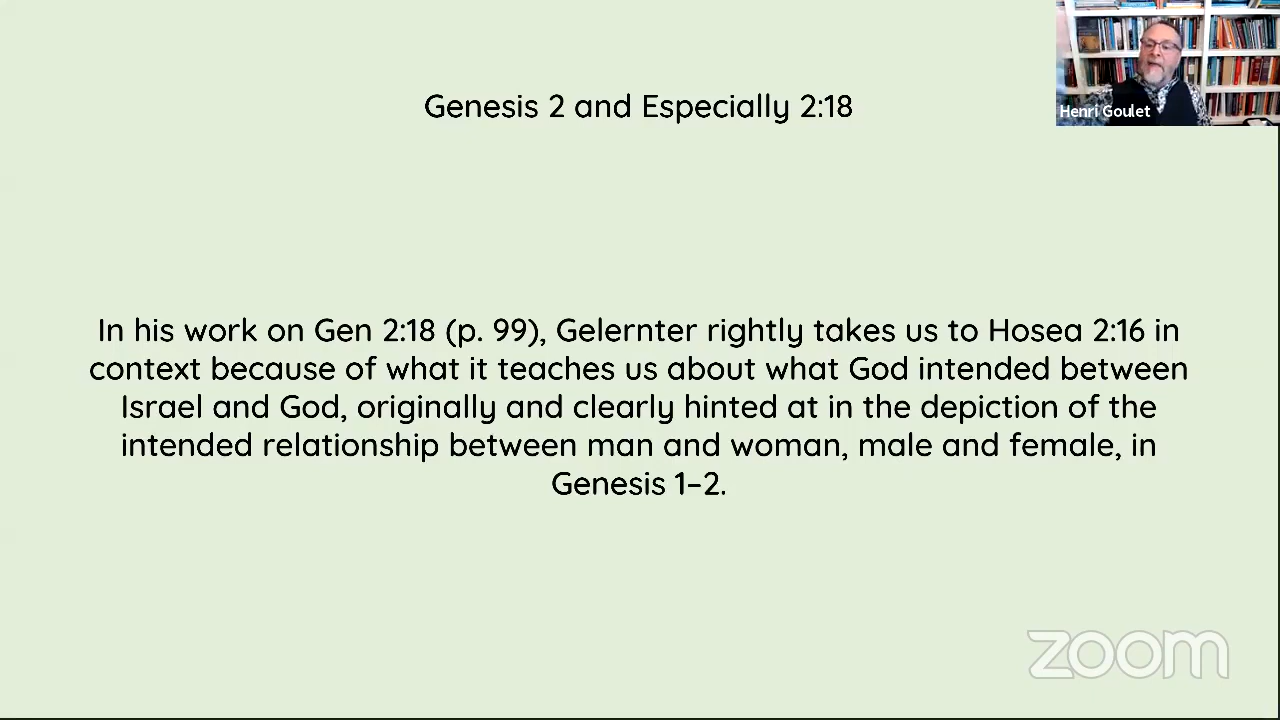 Genesis 2 and Especially 2:18
Henri Goulet
In his work on Gen 2:18 (p. 99), Gelernter rightly takes us to Hosea 2:16 in
context because of what it teaches us about what God intended between
Israel and God, originally and clearly hinted at in the depiction of the
intended relationship between man and woman, male and female, in
Genesis 1–2.
zoom